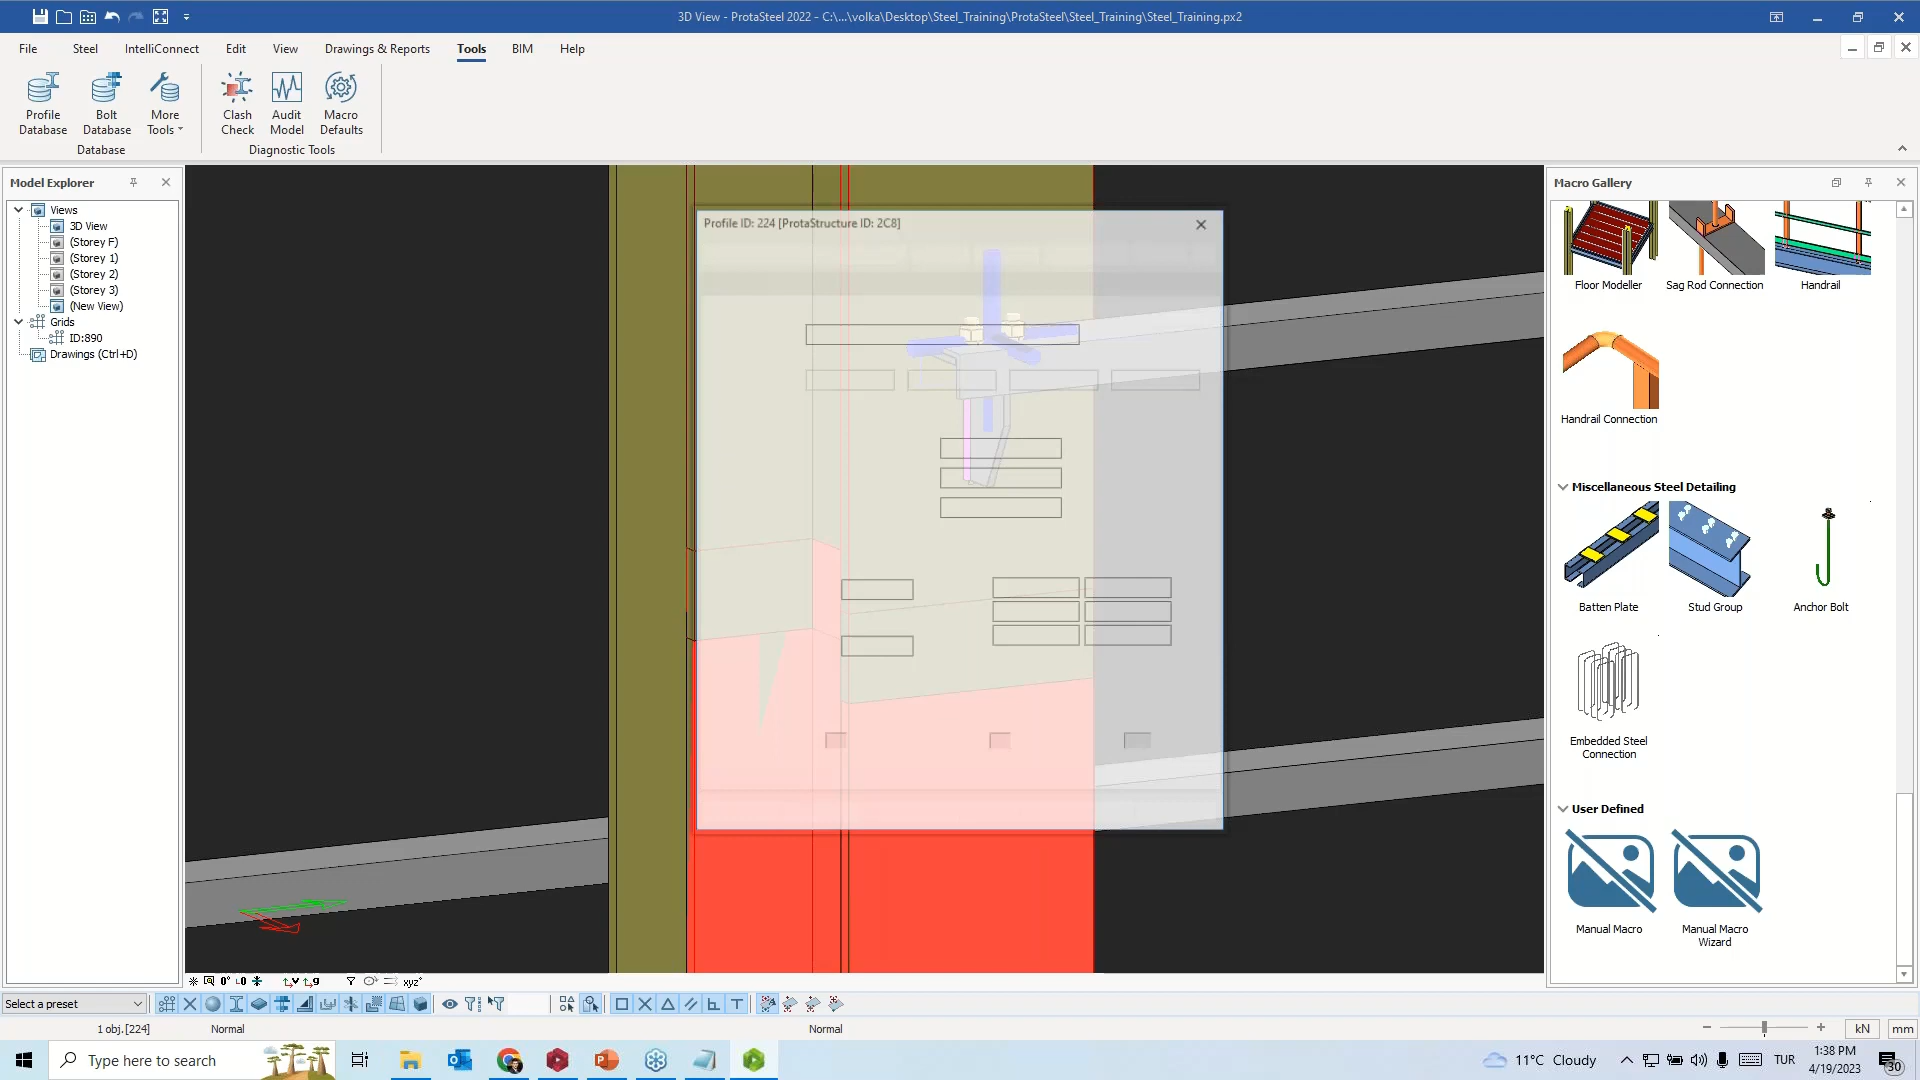 3D View - ProtaSteel 2022 - C:\...\volka\Desktop\Steel_Training\ProtaSteel\Steel_Training\Steel_Training.px2
File
Steel
IntelliConnect
Edit
View
Drawings & Reports
Tools
BIM
Help
Profile Database
Bolt Database
More Tools
Clash Check
Audit Model
Macro Defaults
Database
Diagnostic Tools
Model Explorer
Views
3D View
(Storey F)
(Storey 1)
(Storey 2)
(Storey 3)
(New View)
Grids
ID:890
Drawings (Ctrl+D)
Profile ID: 224 [ProtaStructure ID: 2C8]
Macro Gallery
Floor Modeller
Sag Rod Connection
Handrail
Handrail Connection
Miscellaneous Steel Detailing
Batten Plate
Stud Group
Anchor Bolt
Embedded Steel Connection
User Defined
Manual Macro
Manual Macro Wizard
xyz
Select a preset
1 obj.[224]
Normal
Normal
kN
mm
Type here to search
11°C Cloudy
TUR
1:38 PM
4/19/2023
30